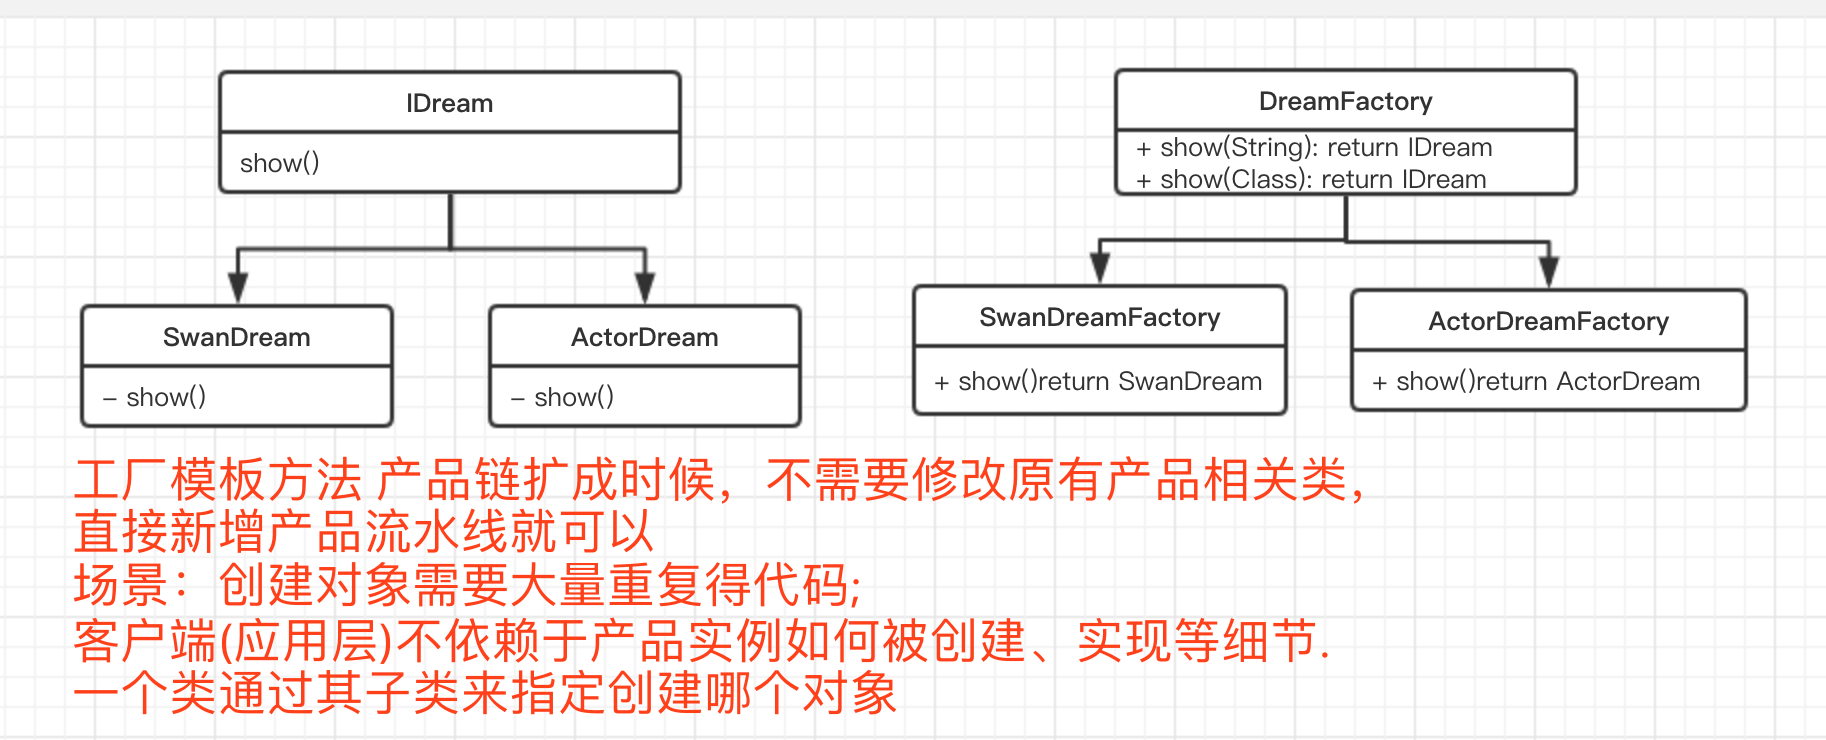 IDream
show()
SwanDream
– show()
ActorDream
– show()
DreamFactory
+ show(String): return IDream
+ show(Class): return IDream
SwanDreamFactory
+ show()return SwanDream
ActorDreamFactory
+ show()return ActorDream
工厂模板方法 产品链扩成时候，不需要修改原有产品相关类，
直接新增产品流水线就可以
场景：创建对象需要大量重复得代码;
客户端(应用层)不依赖于产品实例如何被创建、实现等细节.
一个类通过其子类来指定创建哪个对象